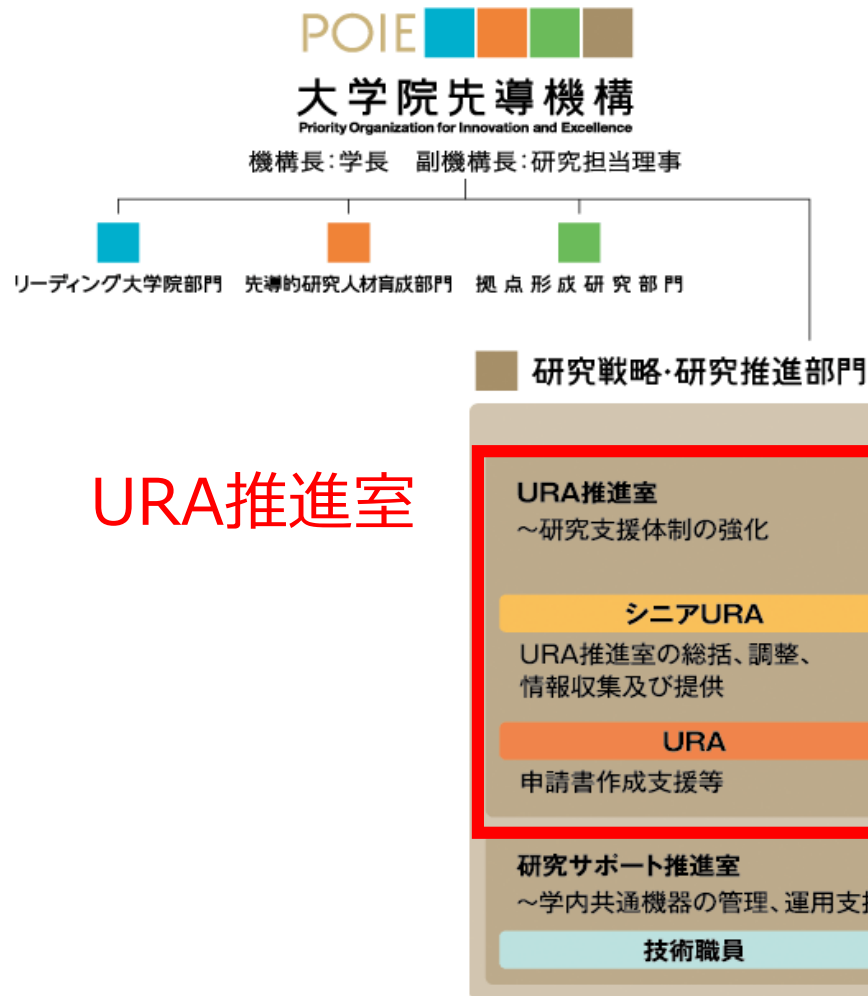 POIE
大学院先導機構
Priority Organization for Innovation and Excellence
機構長:学長 副機構長:研究担当理事
リーディング大学院部門 先導的研究人材育成部門 拠点形成研究部門
研究戦略・研究推進部門
URA推進室
URA推進室
～研究支援体制の強化
シニアURA
URA推進室の総括、調整、
情報収集及び提供
URA
申請書作成支援等
研究サポート推進室
～学内共通機器の管理、運用支援
技術職員